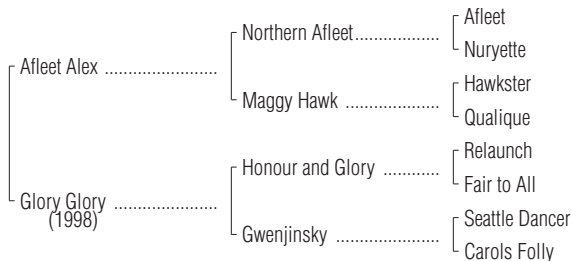 Afleet
Northern Afleet..................
Nuryette
Afleet Alex ........................
Hawkster
Maggy Hawk ....................
Qualique
Relaunch
Honour and Glory ............
Fair to All
Glory Glory ......................
(1998)
Seattle Dancer
Gwenjinsky ......................
Carols Folly